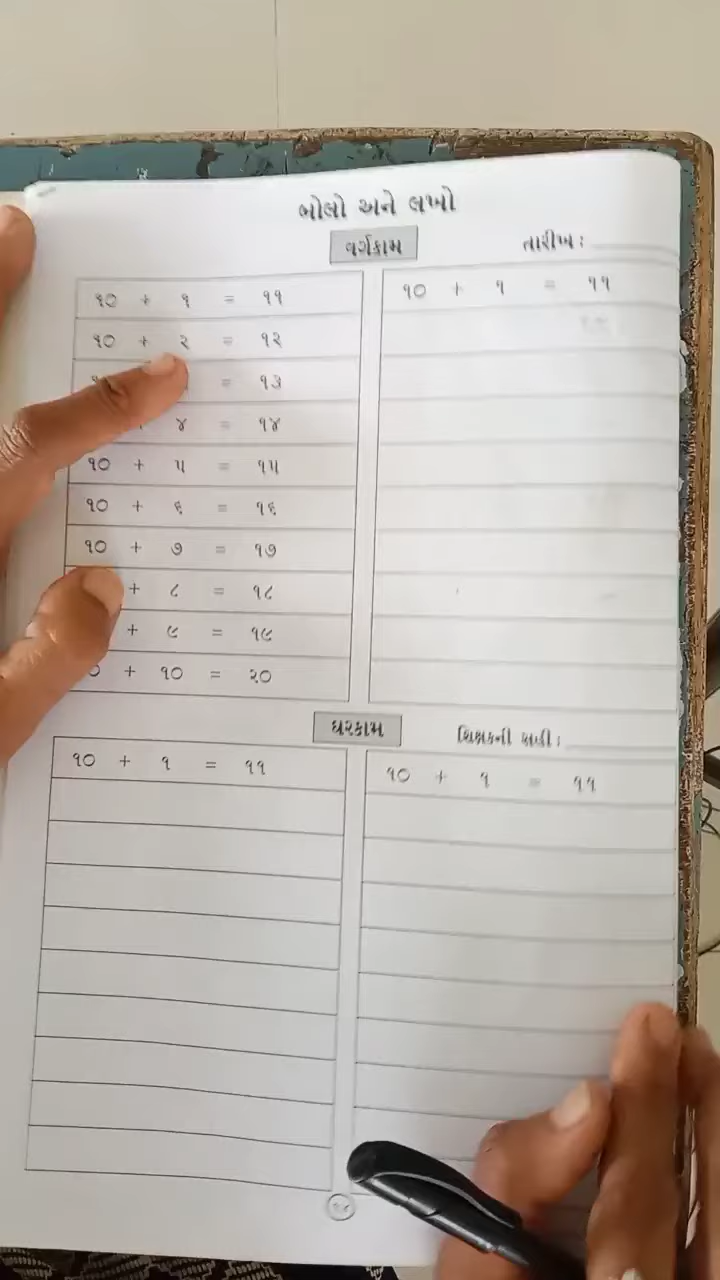 બોલો અને લખો
વર્ગકામ
તારીખ :
૧૦ + ૧ = ૧૧
૧૦ + ૨ = ૧૨
= ૧૩
૪ = ૧૪
૧૦ + ૫ = ૧૫
૧૦ + ૬ = ૧૬
૧૦ + ૭ = ૧૭
+ ૮ = ૧૮
+ ૯ = ૧૯
+ ૧૦ = ૨૦
૧૦ + ૧ = ૧૧
ઘરકામ
શિક્ષકની સહી :
૧૦ + ૧ = ૧૧
૧૦ + ૧ = ૧૧